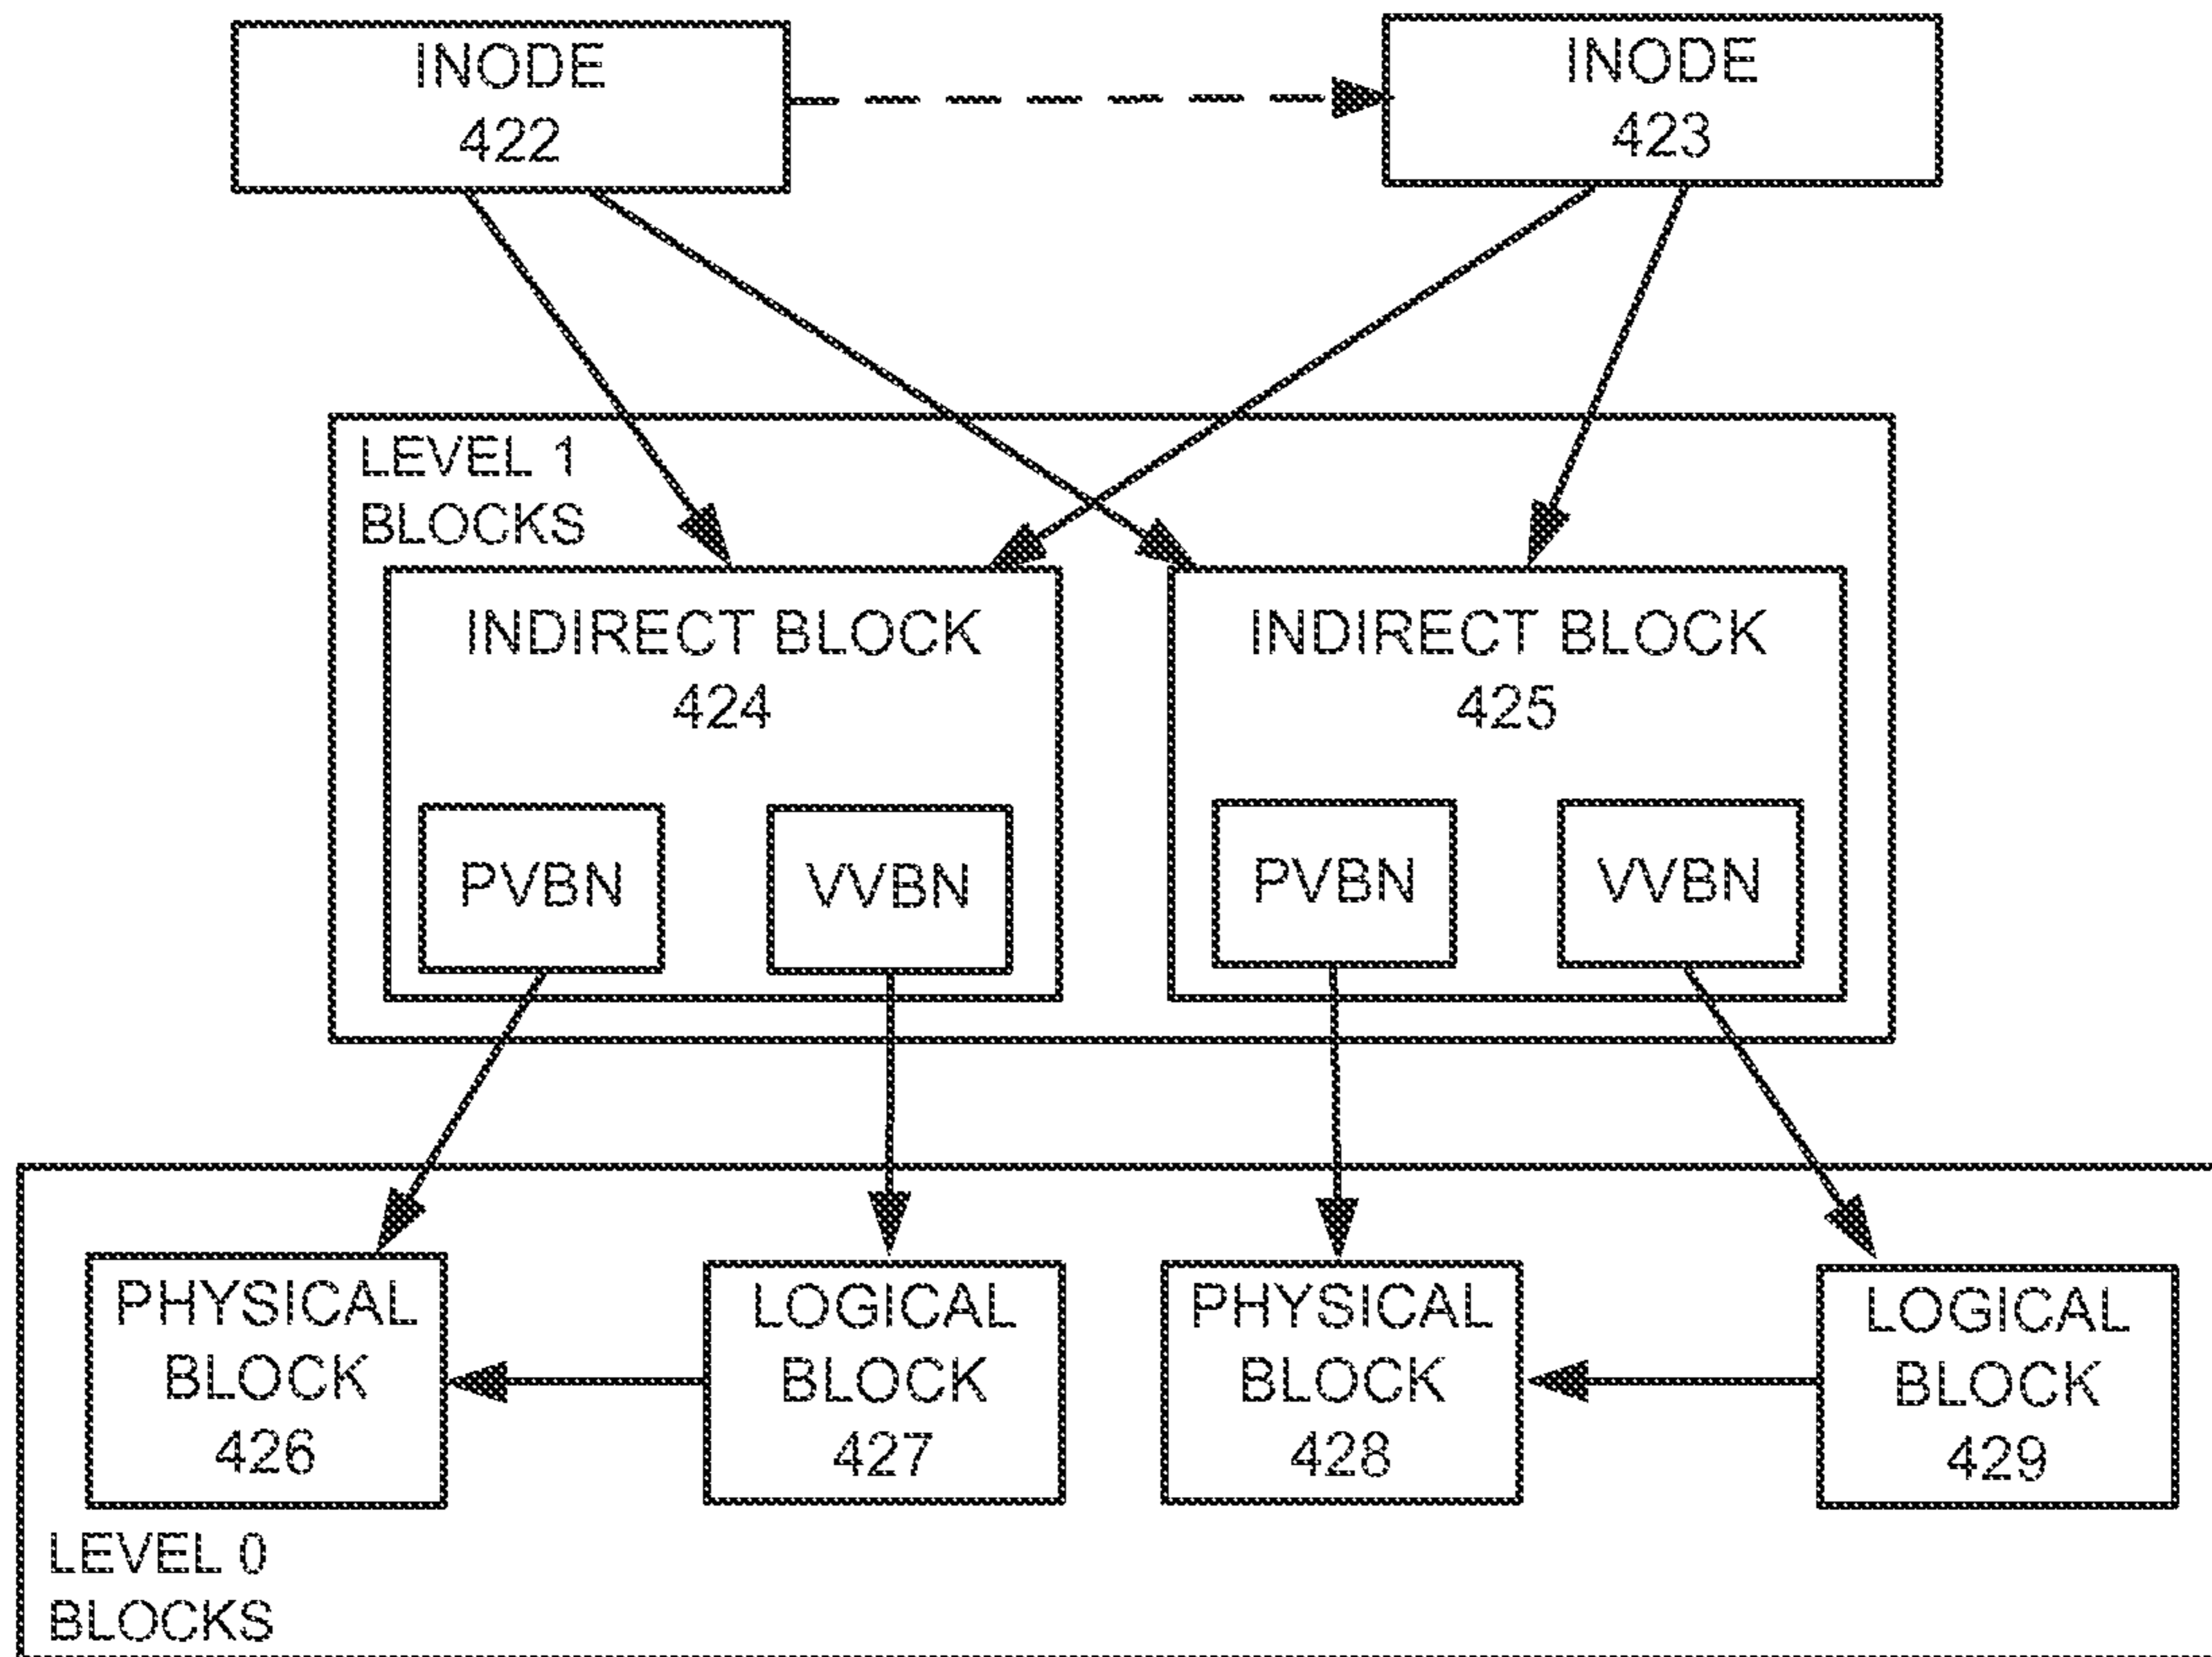 INODE
422
INODE
423
LEVEL 1
BLOCKS
INDIRECT BLOCK
424
INDIRECT BLOCK
425
PVBN
VVBN
PVBN
VVBN
PHYSICAL
BLOCK
426
LOGICAL
BLOCK
427
PHYSICAL
BLOCK
428
LOGICAL
BLOCK
429
LEVEL 0
BLOCKS